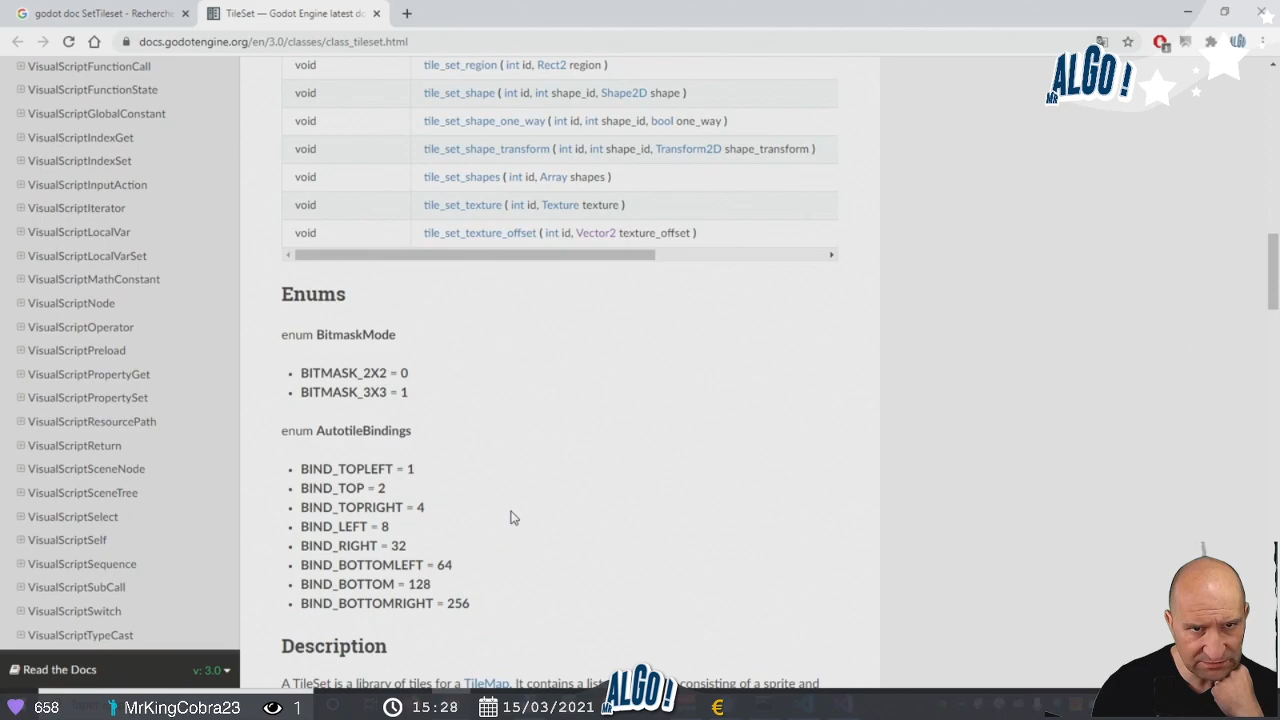 godot doc SetTileset - Recherche
TileSet — Godot Engine latest do
docs.godotengine.org/en/3.0/classes/class_tileset.html
VisualScriptFunctionCall
VisualScriptFunctionState
VisualScriptGlobalConstant
VisualScriptIndexGet
VisualScriptIndexSet
VisualScriptInputAction
VisualScriptIterator
VisualScriptLocalVar
VisualScriptLocalVarSet
VisualScriptMathConstant
VisualScriptNode
VisualScriptOperator
VisualScriptPreload
VisualScriptPropertyGet
VisualScriptPropertySet
VisualScriptResourcePath
VisualScriptReturn
VisualScriptSceneNode
VisualScriptSceneTree
VisualScriptSelect
VisualScriptSelf
VisualScriptSequence
VisualScriptSubCall
VisualScriptSwitch
VisualScriptTypeCast
Read the Docs v: 3.0
void tile_set_region ( int id, Rect2 region )
void tile_set_shape ( int id, int shape_id, Shape2D shape )
void tile_set_shape_one_way ( int id, int shape_id, bool one_way )
void tile_set_shape_transform ( int id, int shape_id, Transform2D shape_transform )
void tile_set_shapes ( int id, Array shapes )
void tile_set_texture ( int id, Texture texture )
void tile_set_texture_offset ( int id, Vector2 texture_offset )
Enums
enum BitmaskMode
BITMASK_2X2 = 0
BITMASK_3X3 = 1
enum AutotileBindings
BIND_TOPLEFT = 1
BIND_TOP = 2
BIND_TOPRIGHT = 4
BIND_LEFT = 8
BIND_RIGHT = 32
BIND_BOTTOMLEFT = 64
BIND_BOTTOM = 128
BIND_BOTTOMRIGHT = 256
Description
A TileSet is a library of tiles for a TileMap. It contains a list consisting of a sprite and
MR ALGO !
658 MrKingCobra23 1 15:28 15/03/2021 ALGO ! €